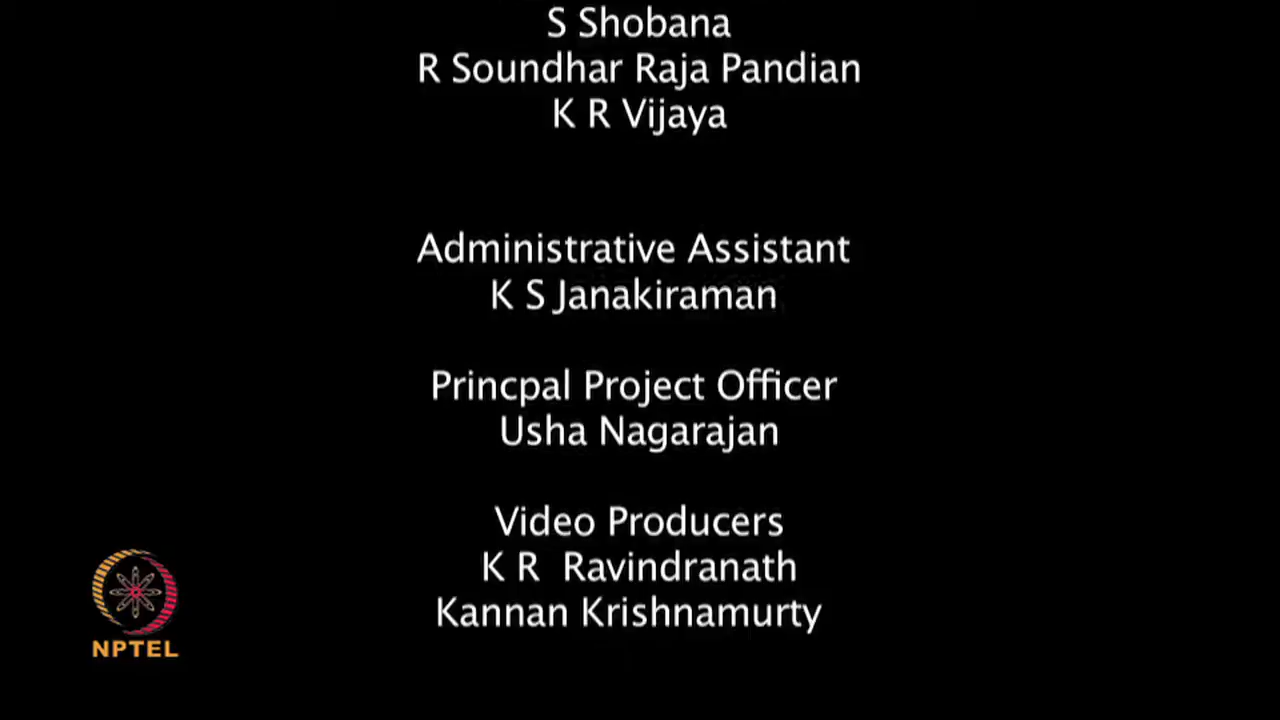 S Shobana
R Soundhar Raja Pandian
K R Vijaya
Administrative Assistant
K S Janakiraman
Princpal Project Officer
Usha Nagarajan
Video Producers
K R  Ravindranath
Kannan Krishnamurty
NPTEL